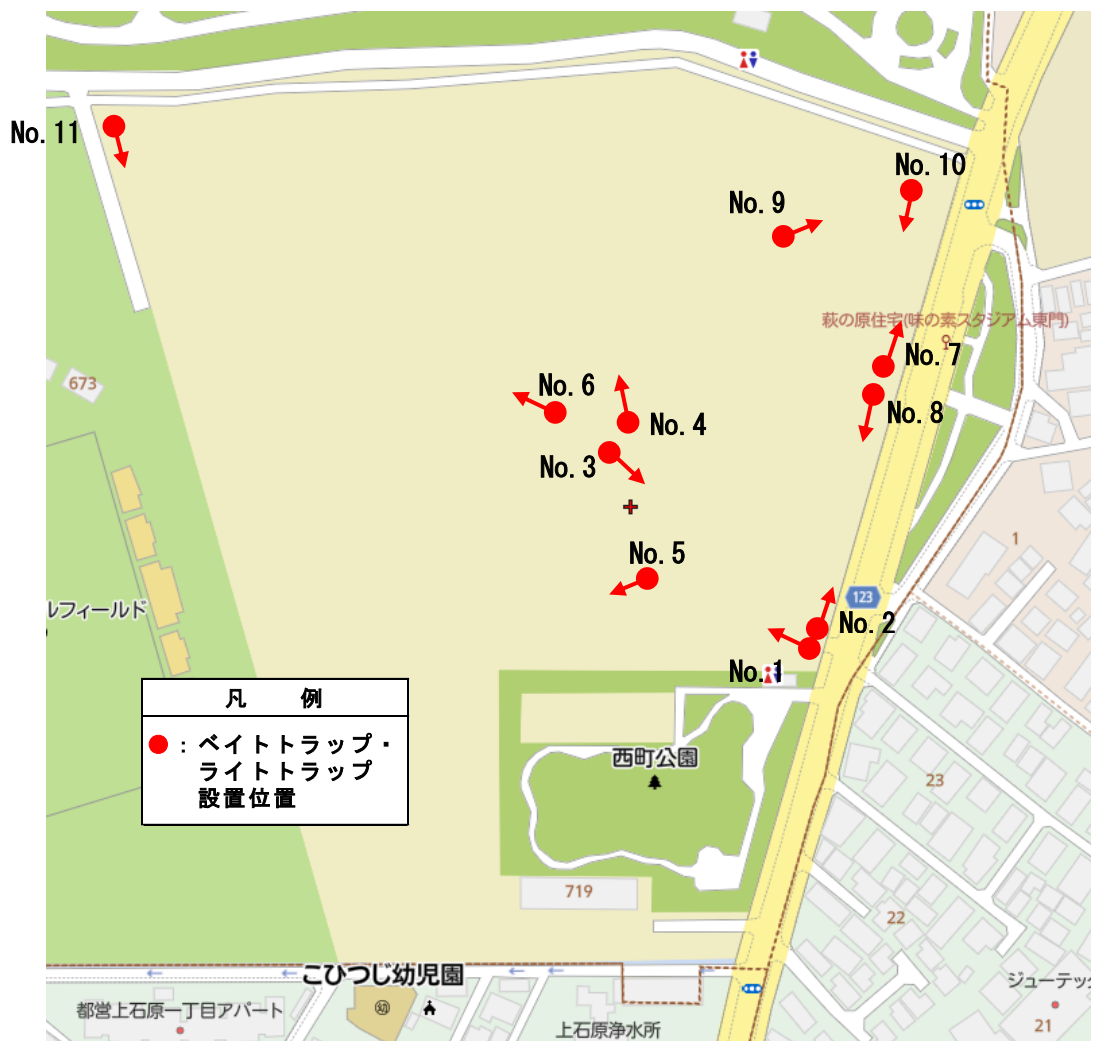 No. 11
No. 10
No. 9
萩の原住宅(味の素スタジアム東門)
No. 7
673
No. 6
No. 8
No. 4
No. 3
1
No. 5
123
ルフィールド
No. 2
No. 1
凡 例
：ベイトトラップ・
ライトトラップ
設置位置
西町公園
23
719
22
こひつじ幼児園
ジューテッ
都営上石原一丁目アパート
幼
上石原浄水所
21